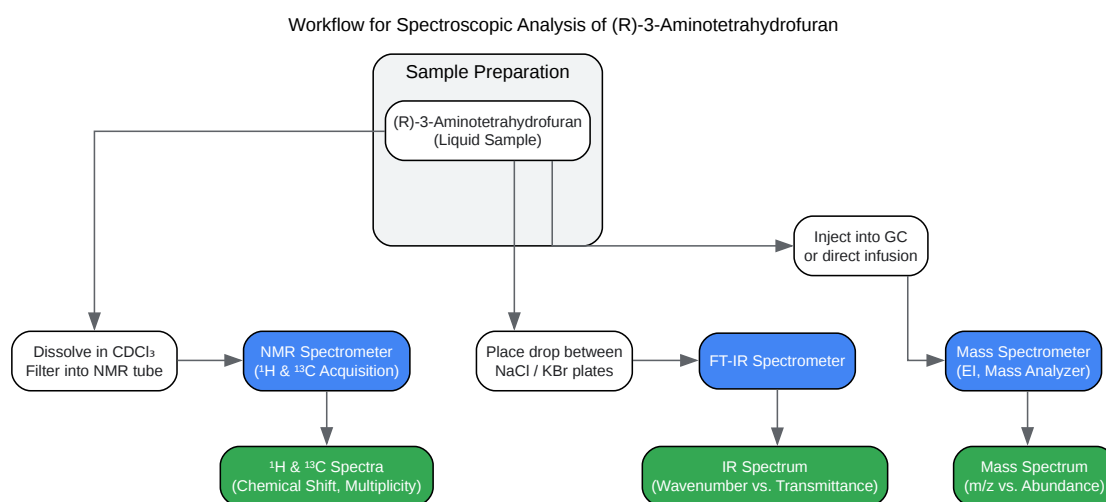 Workflow for Spectroscopic Analysis of (R)-3-Aminotetrahydrofuran
Sample Preparation
(R)-3-Aminotetrahydrofuran
(Liquid Sample)
Inject into GC
or direct infusion
Dissolve in CDCl₃
Filter into NMR tube
NMR Spectrometer
(¹H & ¹³C Acquisition)
Place drop between
NaCl / KBr plates
FT-IR Spectrometer
Mass Spectrometer
(EI, Mass Analyzer)
¹H & ¹³C Spectra
(Chemical Shift, Multiplicity)
IR Spectrum
(Wavenumber vs. Transmittance)
Mass Spectrum
(m/z vs. Abundance)